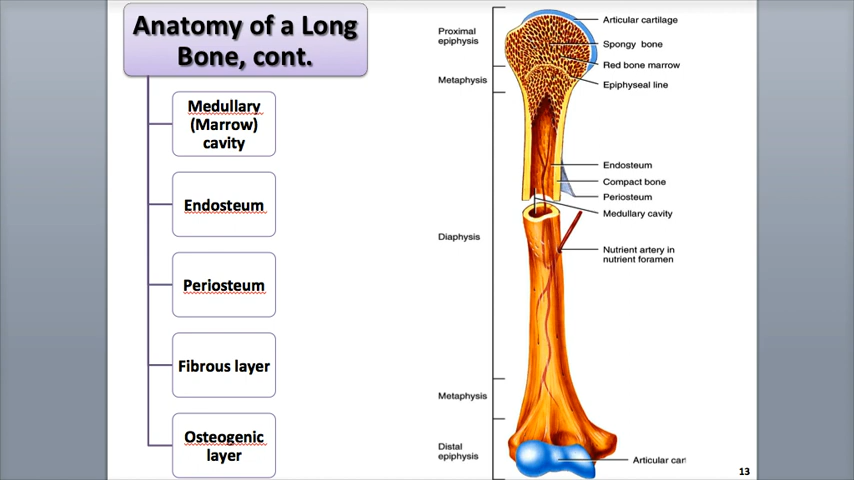 Anatomy of a Long
Bone, cont.
Medullary
(Marrow)
cavity
Endosteum
Periosteum
Fibrous layer
Osteogenic
layer
Proximal
epiphysis
Metaphysis
Diaphysis
Metaphysis
Distal
epiphysis
Articular cartilage
Spongy bone
Red bone marrow
Epiphyseal line
Endosteum
Compact bone
Periosteum
Medullary cavity
Nutrient artery in
nutrient foramen
Articular car
13